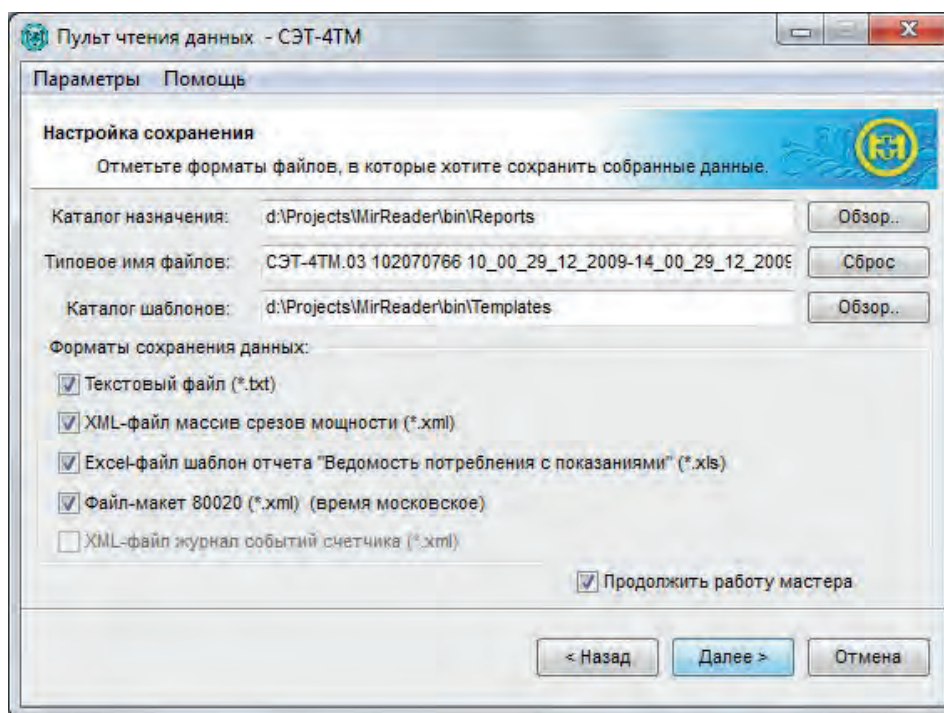 Пульт чтения данных - СЭТ-4ТМ
Параметры Помощь
Настройка сохранения
Отметьте форматы файлов, в которые хотите сохранить собранные данные.
Каталог назначения: d:\Projects\MirReader\bin\Reports Обзор..
Типовое имя файлов: СЭТ-4ТМ.03 102070766 10_00_29_12_2009-14_00_29_12_2009 Сброс
Каталог шаблонов: d:\Projects\MirReader\bin\Templates Обзор..
Форматы сохранения данных:
Текстовый файл (*.txt)
XML-файл массив срезов мощности (*.xml)
Excel-файл шаблон отчета "Ведомость потребления с показаниями" (*.xls)
Файл-макет 80020 (*.xml) (время московское)
XML-файл журнал событий счетчика (*.xml)
Продолжить работу мастера
< Назад Далее > Отмена